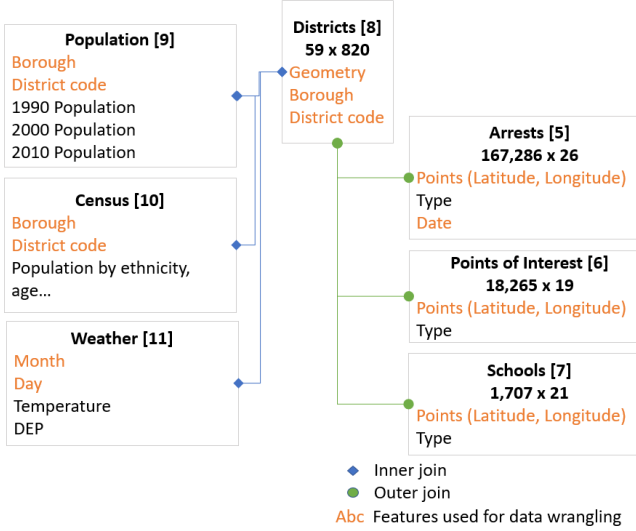 Population [9]
Borough
District code
1990 Population
2000 Population
2010 Population
Census [10]
Borough
District code
Population by ethnicity,
age...
Weather [11]
Month
Day
Temperature
DEP
Districts [8]
59 x 820
Geometry
Borough
District code
Arrests [5]
167,286 x 26
Points (Latitude, Longitude)
Type
Date
Points of Interest [6]
18,265 x 19
Points (Latitude, Longitude)
Type
Schools [7]
1,707 x 21
Points (Latitude, Longitude)
Type
Inner join
Outer join
Abc Features used for data wrangling